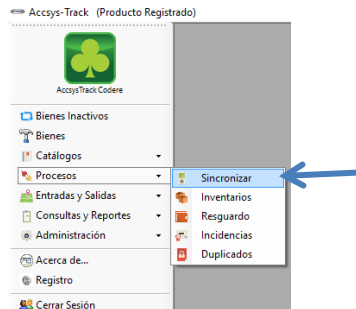 Accsys-Track (Producto Registrado)
AccsysTrack Codere
Bienes Inactivos
Bienes
Catálogos
Procesos
Entradas y Salidas
Consultas y Reportes
Administración
Acerca de...
Registro
Cerrar Sesión
Sincronizar
Inventarios
Resguardo
Incidencias
Duplicados